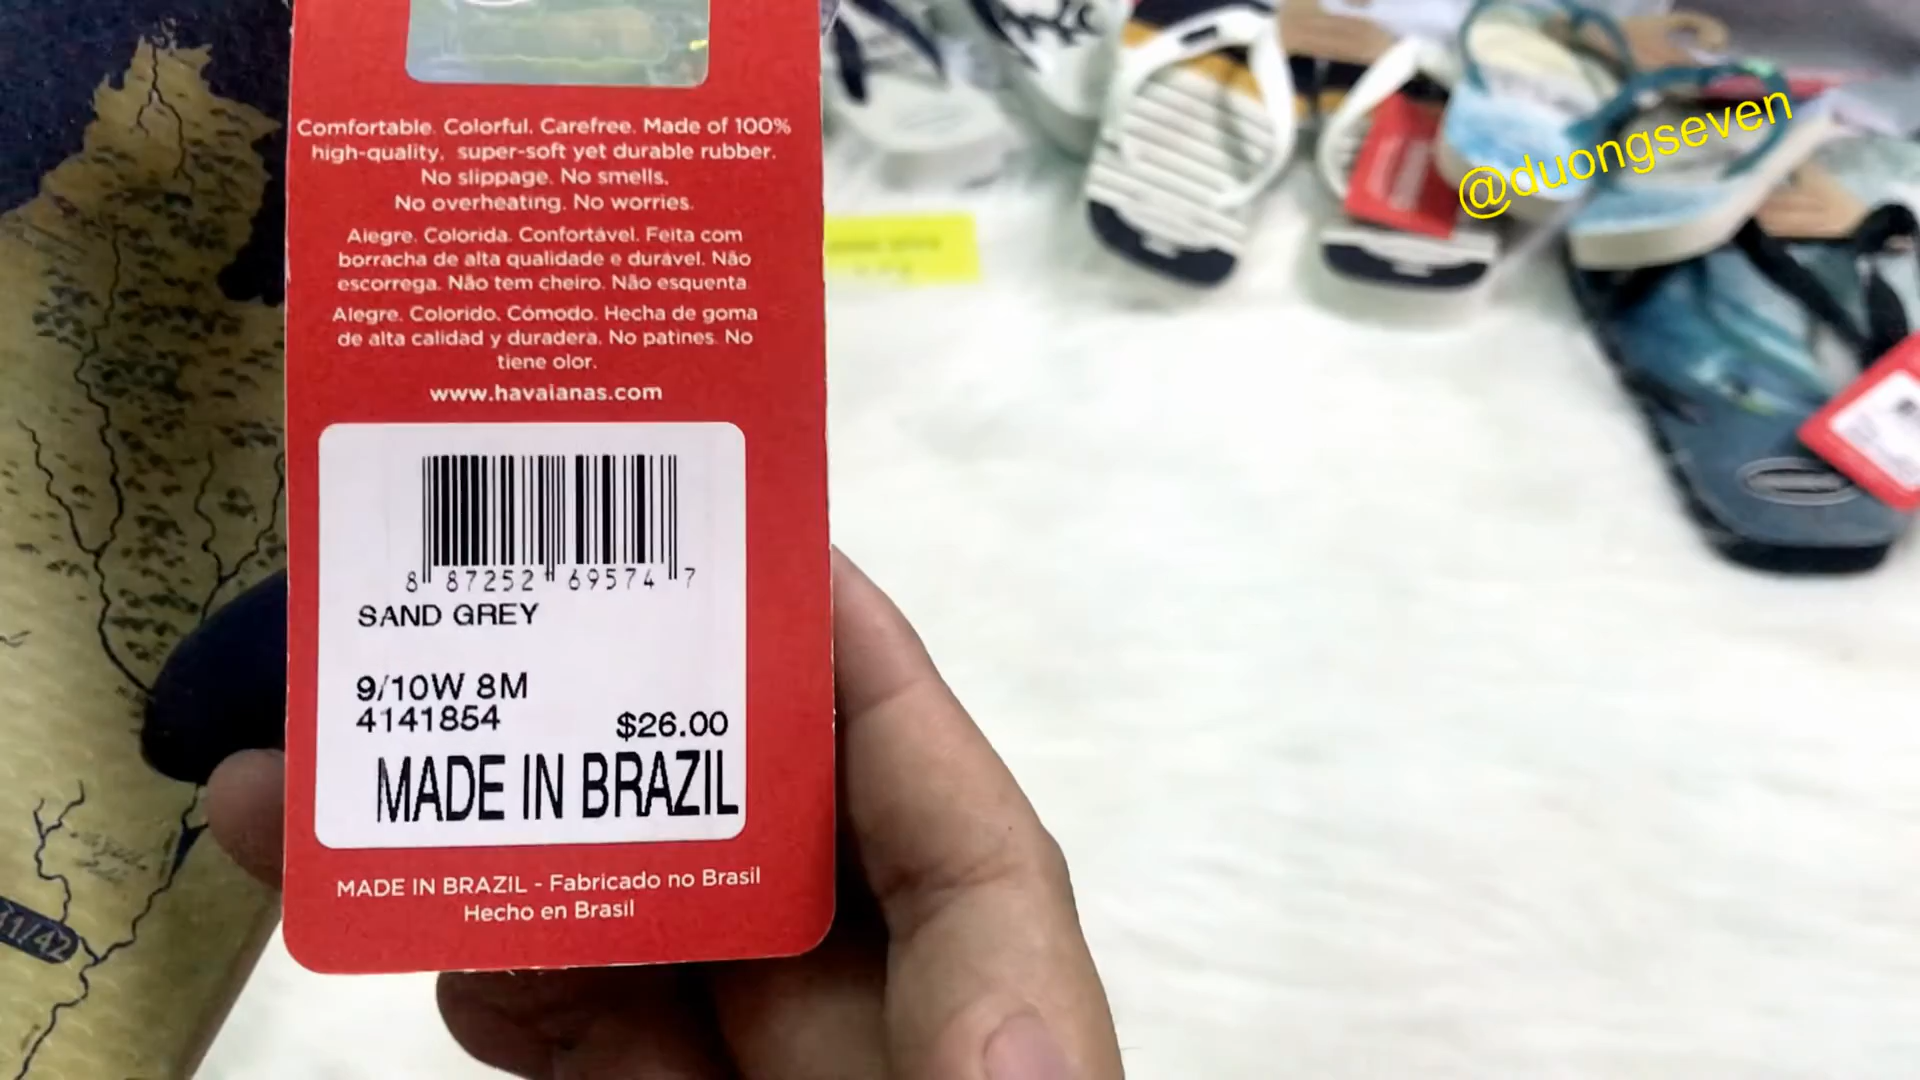 Comfortable. Colorful. Carefree. Made of 100%
high-quality, super-soft yet durable rubber.
No slippage. No smells.
No overheating. No worries.
Alegre. Colorida. Confortável. Feita com
borracha de alta qualidade e durável. Não
escorrega. Não tem cheiro. Não esquenta
Alegre. Colorido. Cómodo. Hecha de goma
de alta calidad y duradera. No patines. No
tiene olor.
www.havaianas.com
8 87252 69574 7
SAND GREY
9/10W 8M
4141854
$26.00
MADE IN BRAZIL
MADE IN BRAZIL - Fabricado no Brasil
Hecho en Brasil
41/42
@duongseven